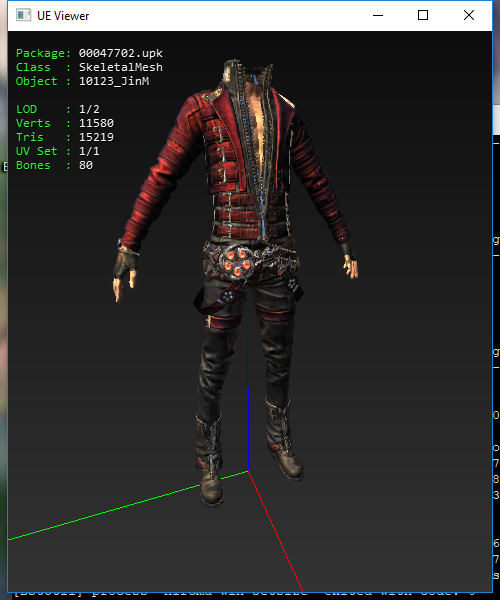 UE Viewer
Package: 00047702.upk
Class : SkeletalMesh
Object : 10123_JinM
LOD : 1/2
Verts : 11580
Tris : 15219
UV Set : 1/1
Bones : 80